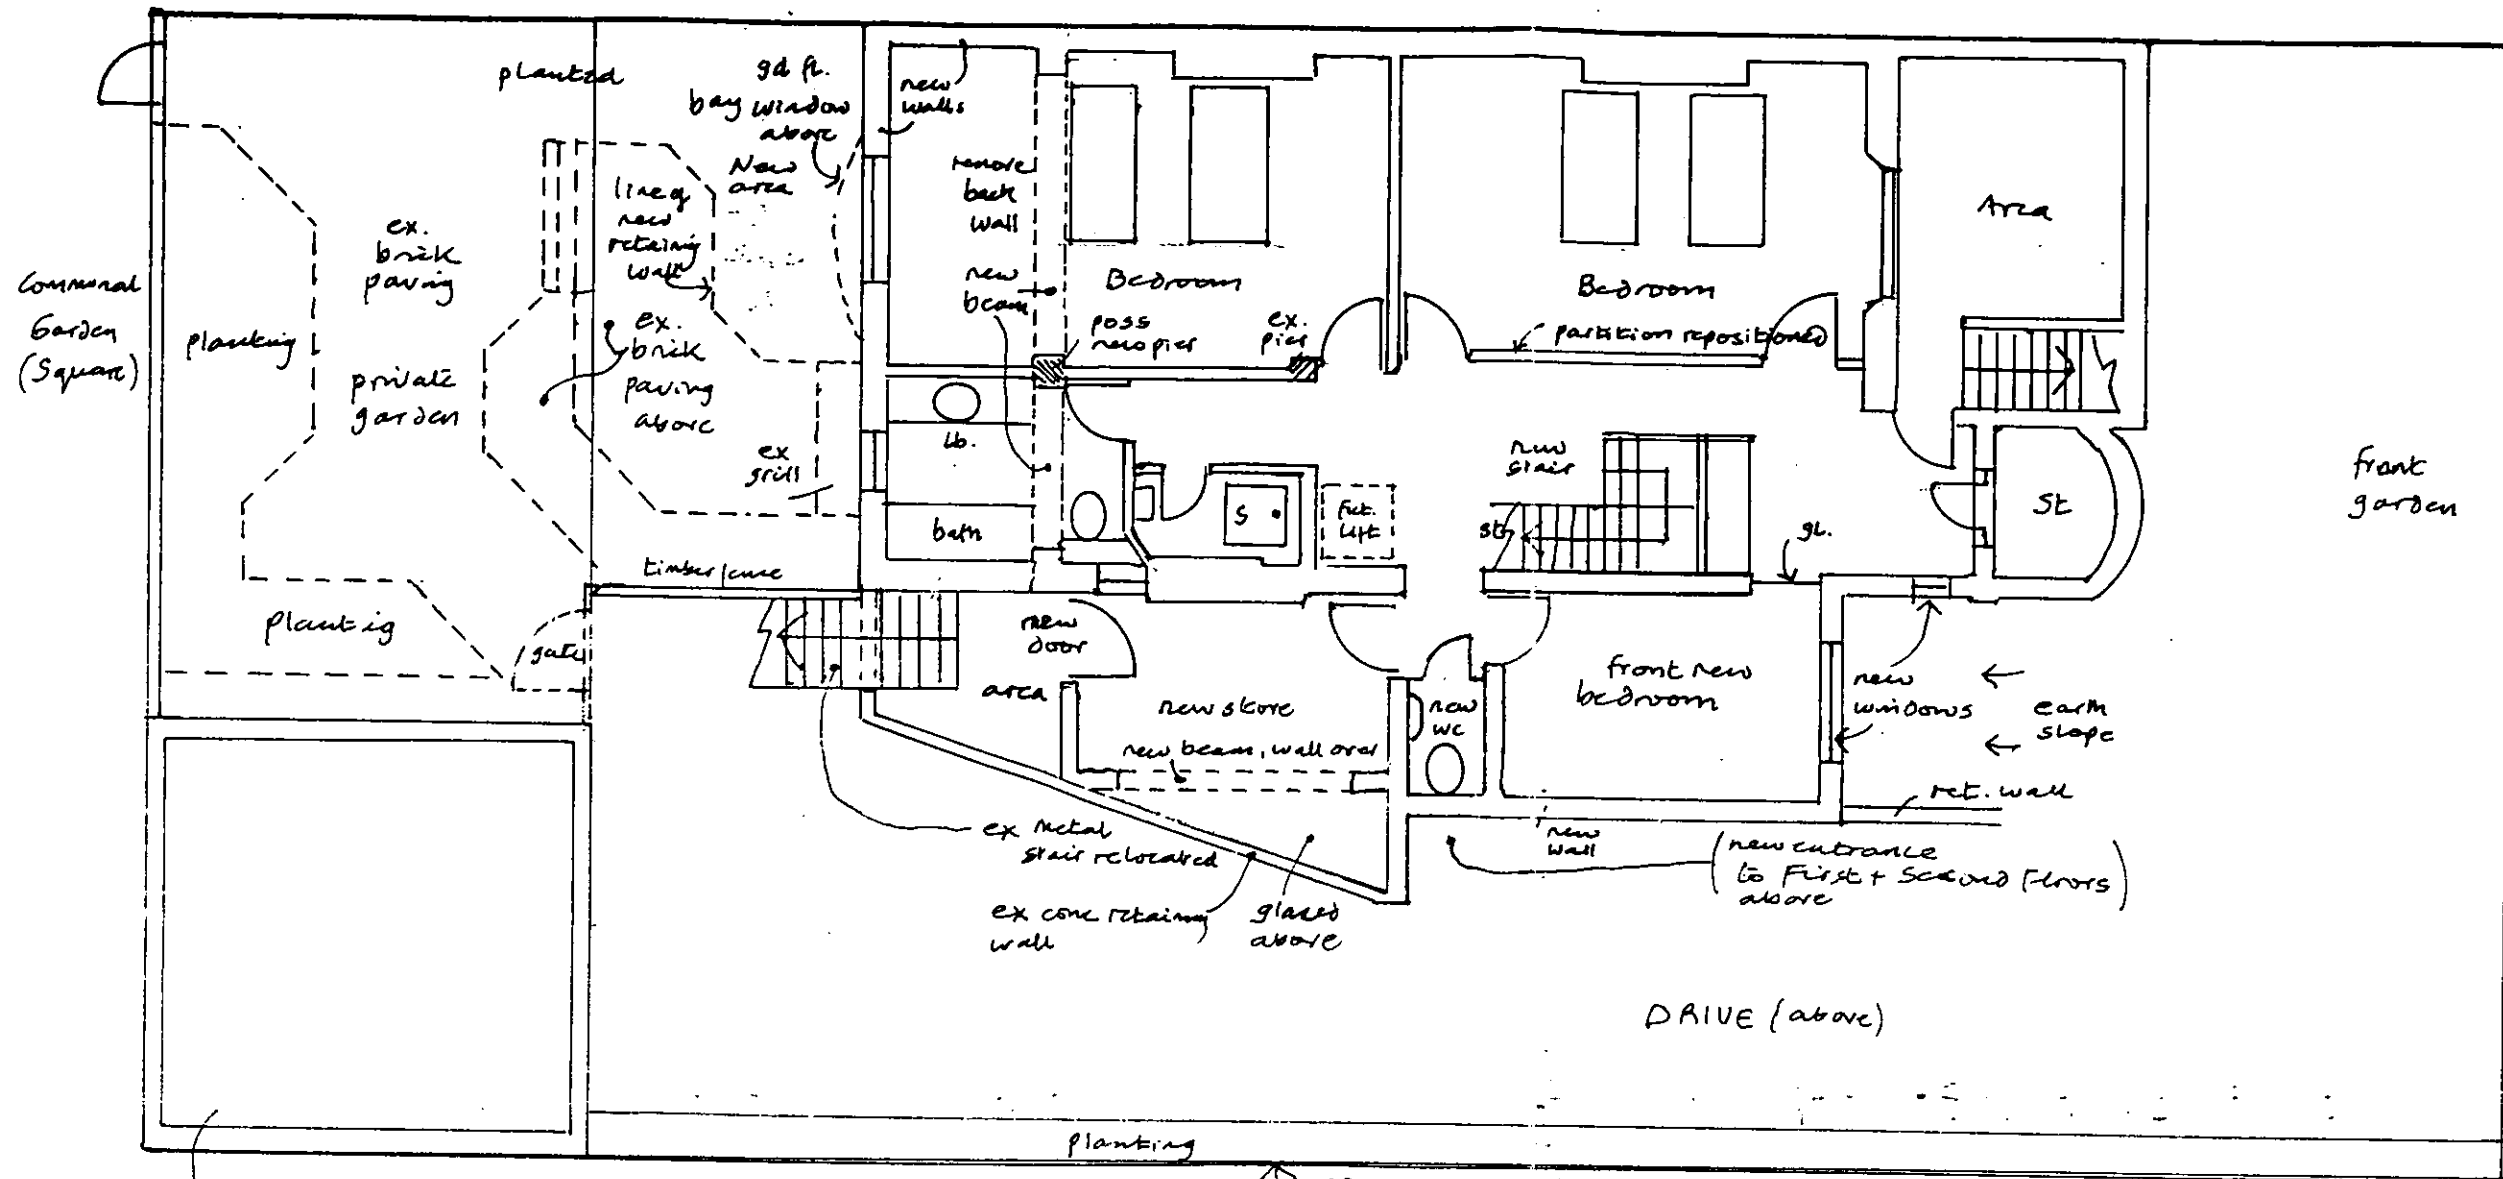 planted
gd fl.
bay window
above
new
walls
New
area
remove
back
wall
line of
new
retaining
wall
ex.
brick
paving
Communal
Garden
(Square)
planting
private
garden
ex.
brick
paving
above
ex
grill
new
beam
Bedroom
poss
new pier
ex.
pier
Bedroom
partition repositioned
Area
front
garden
lb.
bath
S
Fut.
lift
new
stair
st
gl.
St
timber fence
planting
gate
new
door
area
new store
new beam, wall over
new
wc
front new
bedroom
new
windows
earth
slope
ret. wall
ex metal
stair relocated
new
wall
(new entrance
to First + Second Floors)
above
ex conc retaining
wall
glazed
above
DRIVE (above)
planting